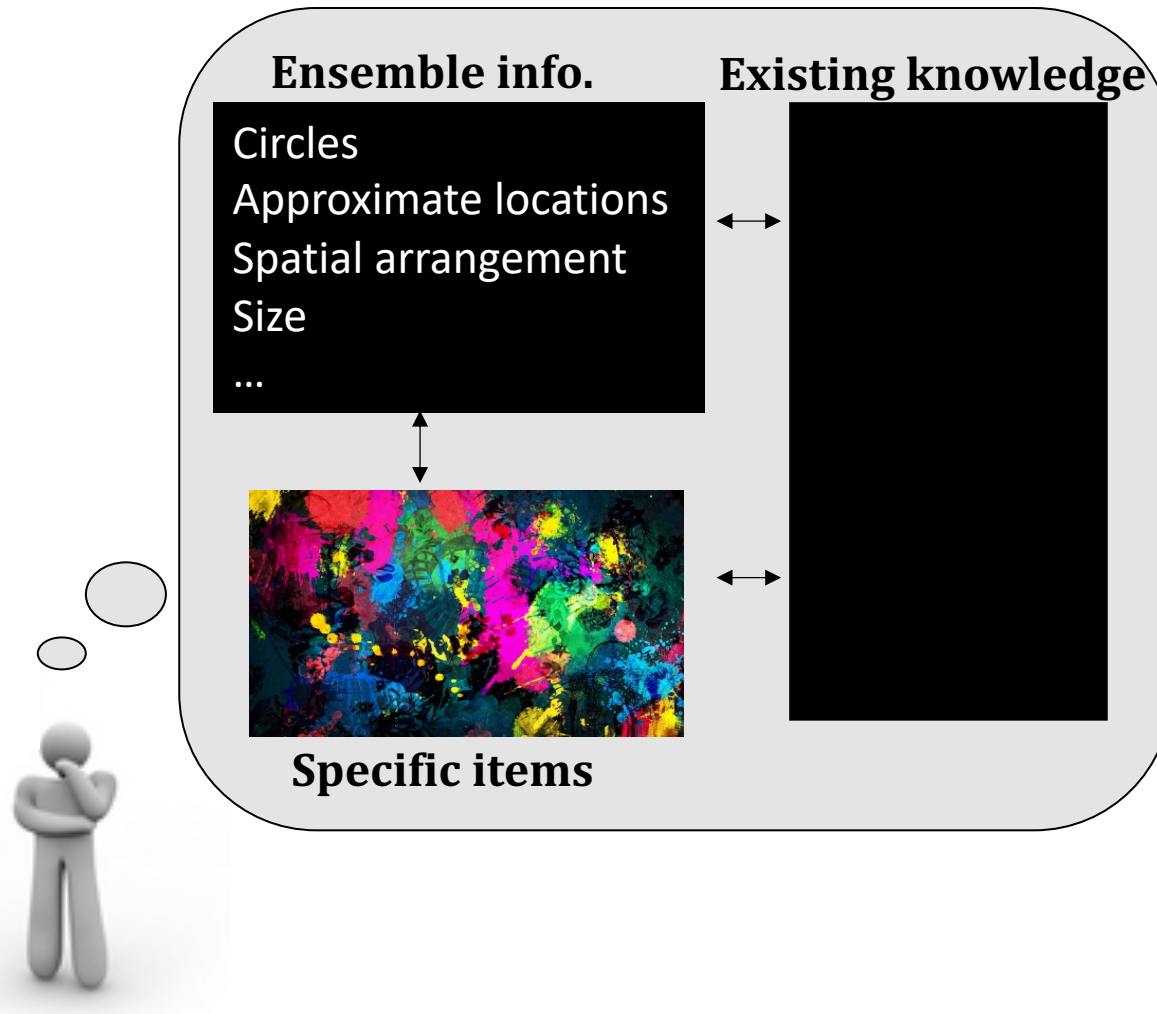 Ensemble info.
Existing knowledge
Circles
Approximate locations
Spatial arrangement
Size
…
Specific items